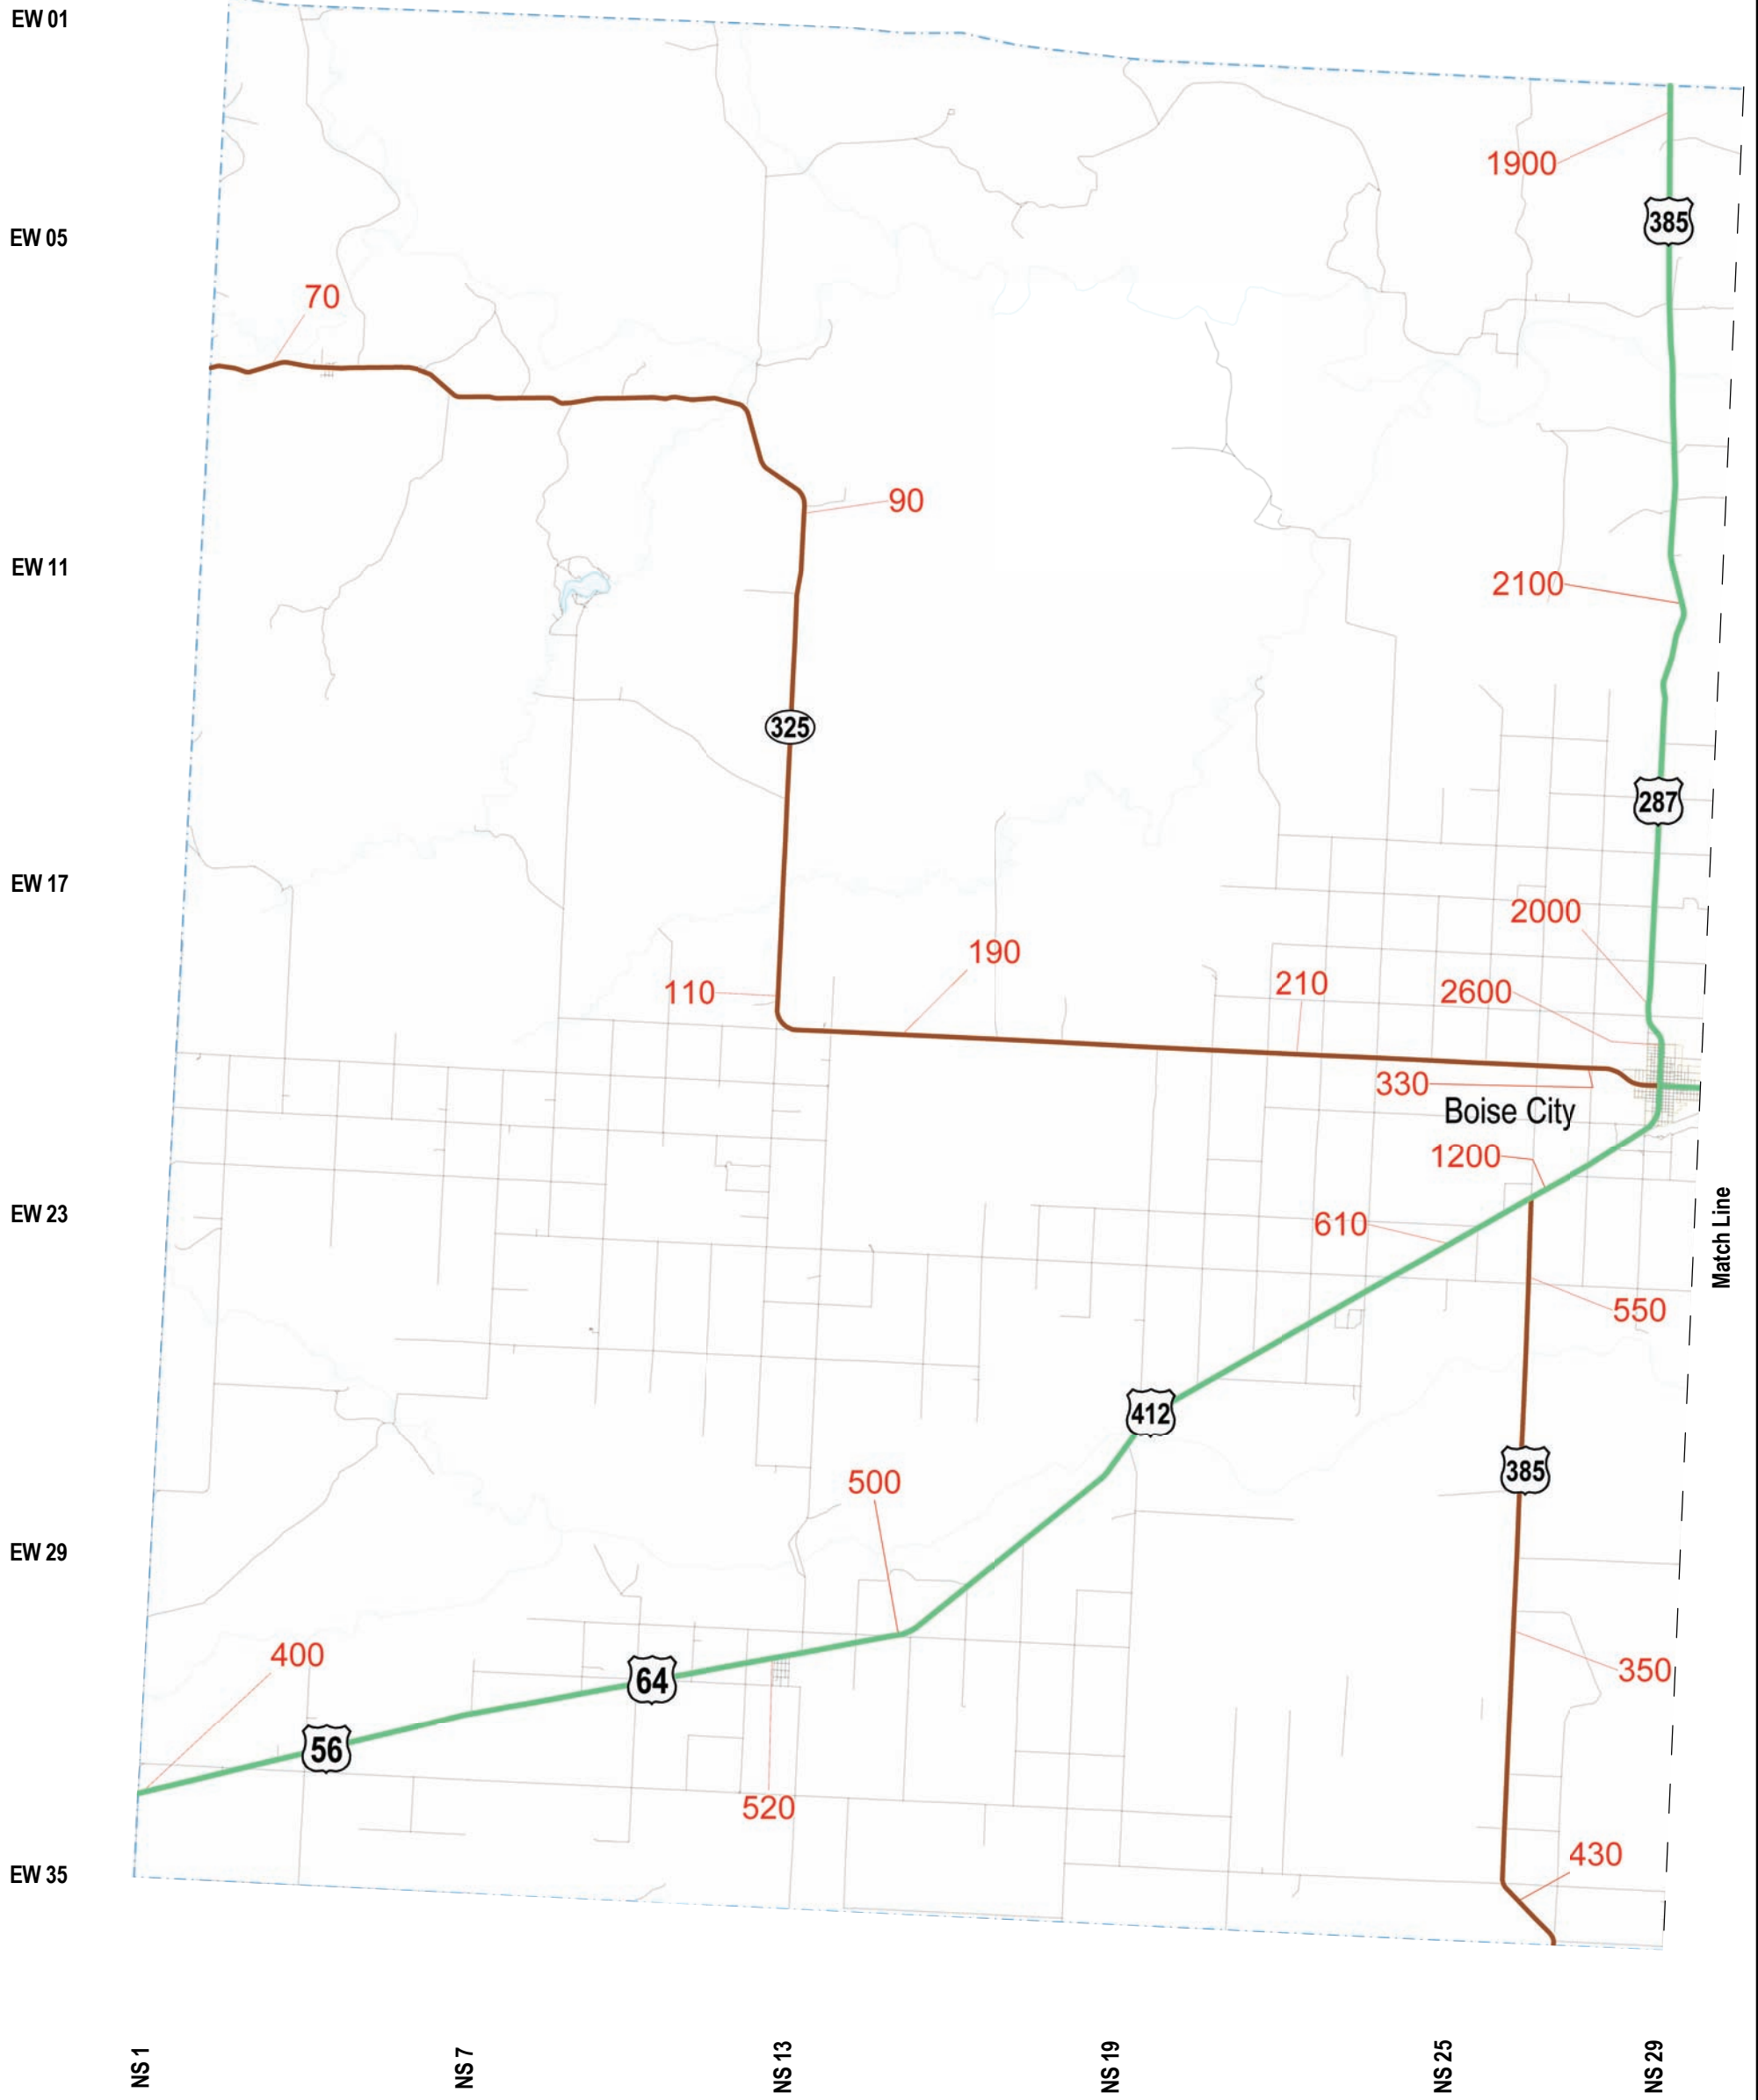 EW 01
1900
385
EW 05
70
90
EW 11
2100
325
287
EW 17
2000
190
110
210
2600
330
Boise City
1200
EW 23
610
Match Line
550
412
385
500
EW 29
400
64
350
56
520
430
EW 35
NS 1
NS 7
NS 13
NS 19
NS 25
NS 29